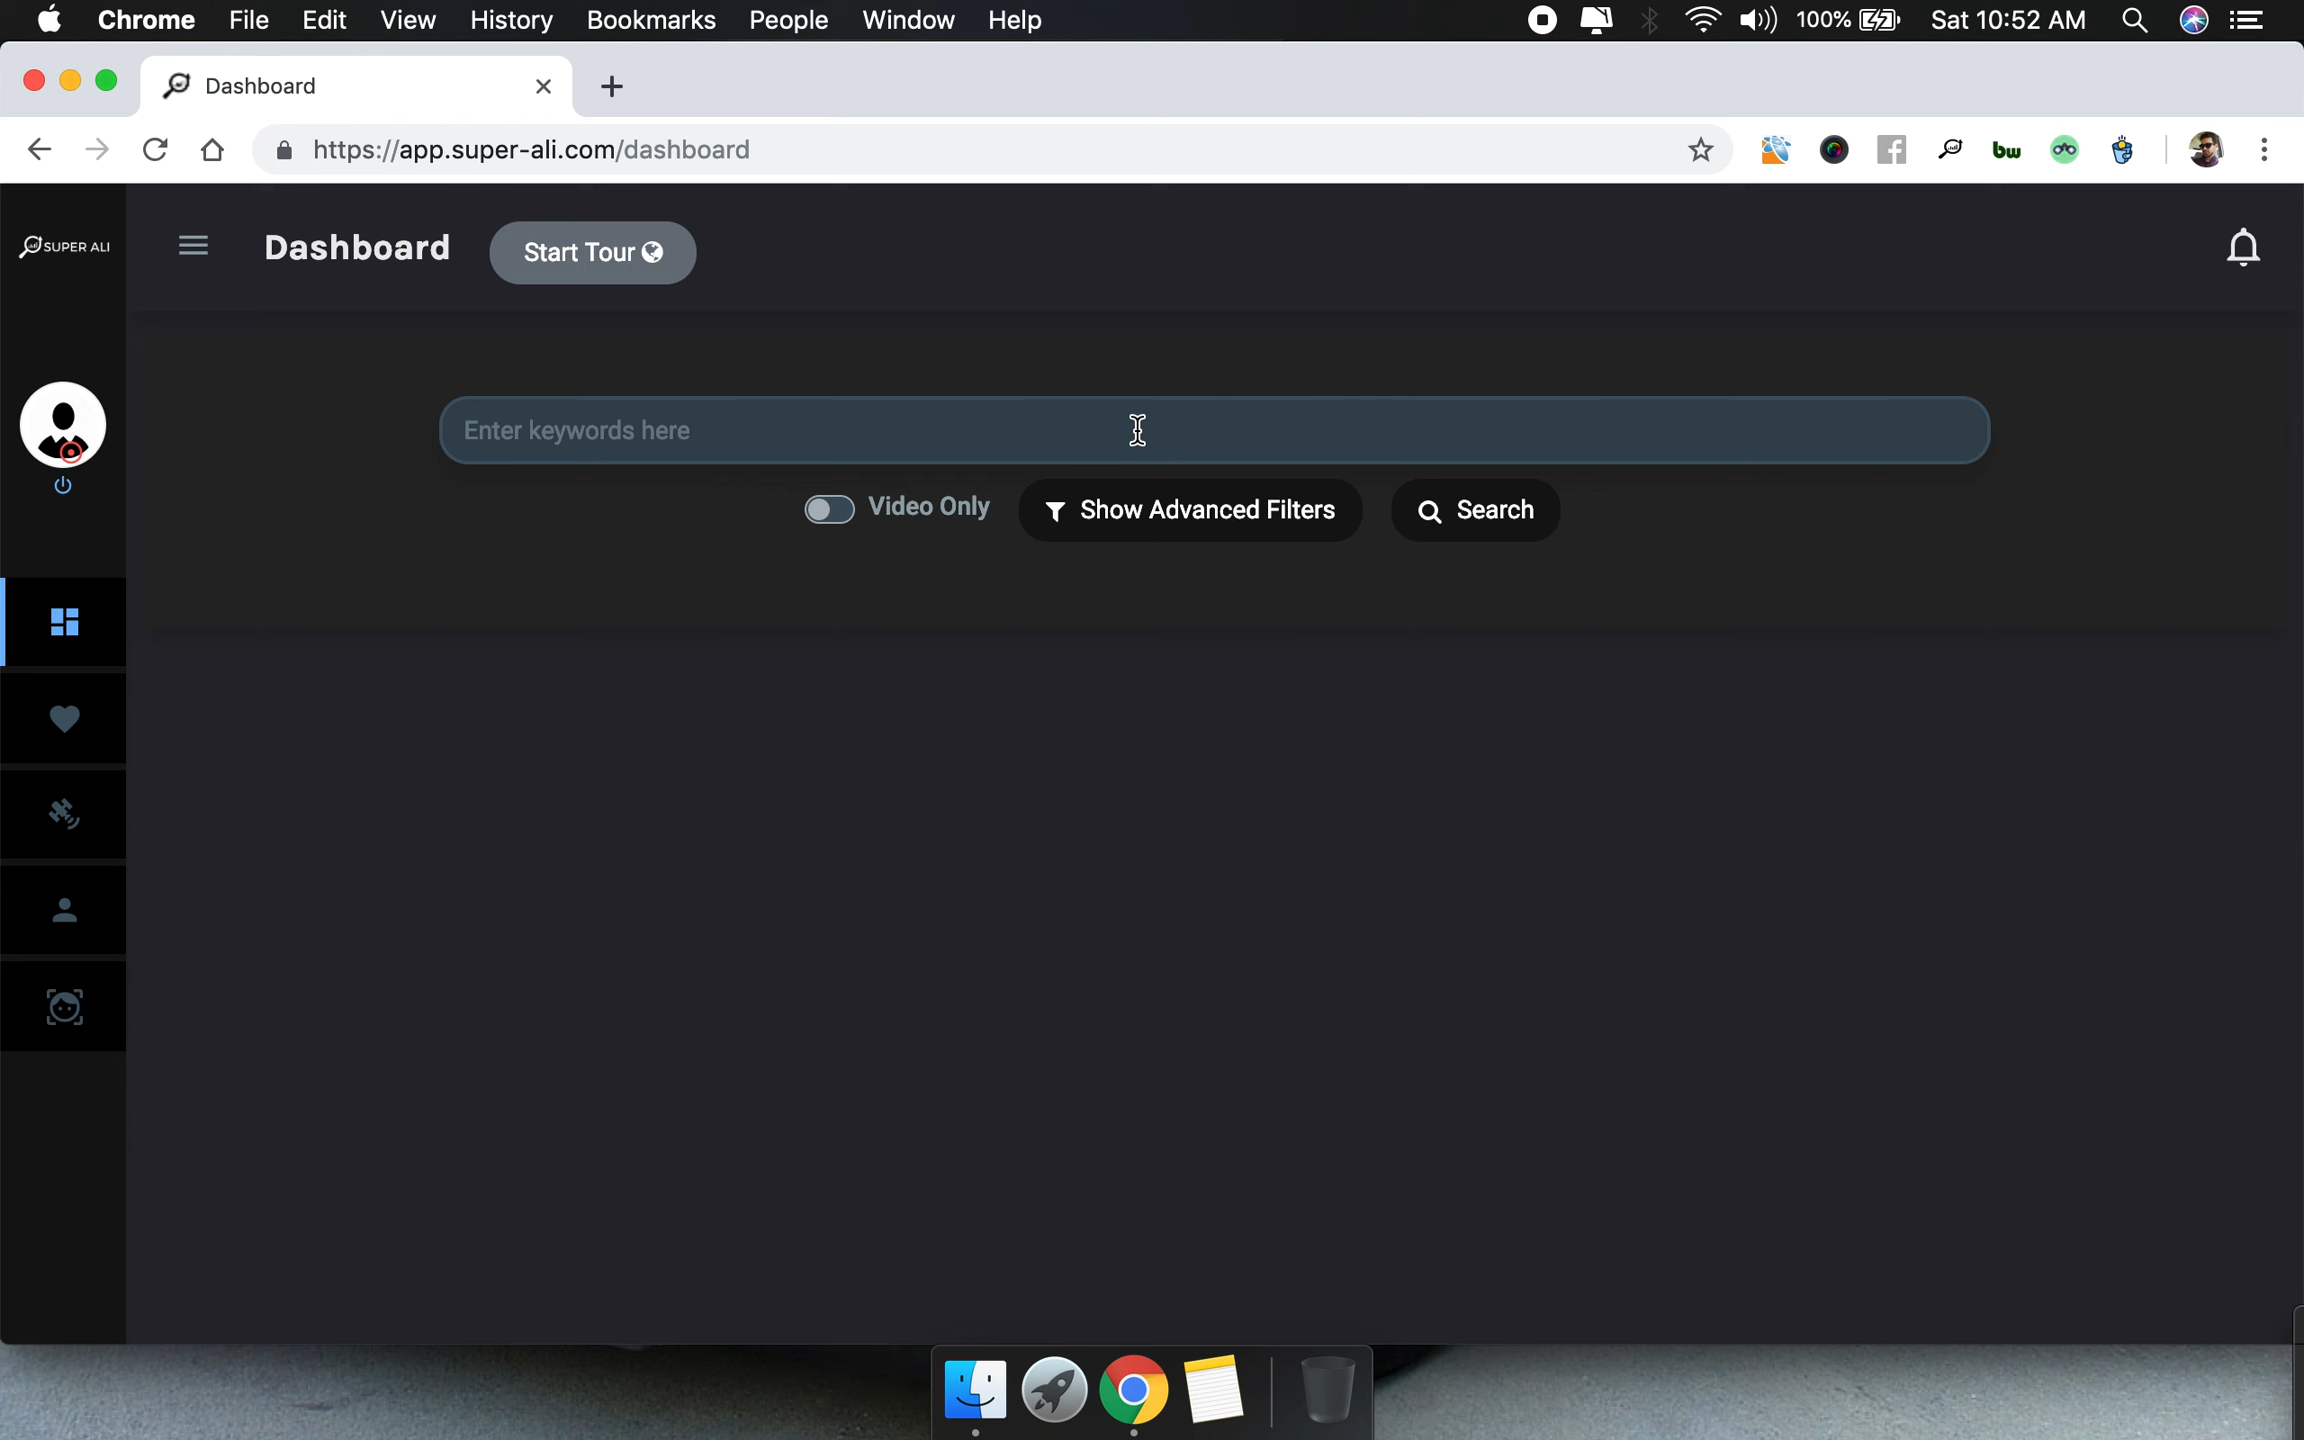 Chrome File Edit View History Bookmarks People Window Help 100% Sat 10:52 AM
Dashboard
https://app.super-ali.com/dashboard
bw
SUPER ALI
Dashboard
Start Tour
Enter keywords here
Video Only
Show Advanced Filters
Search